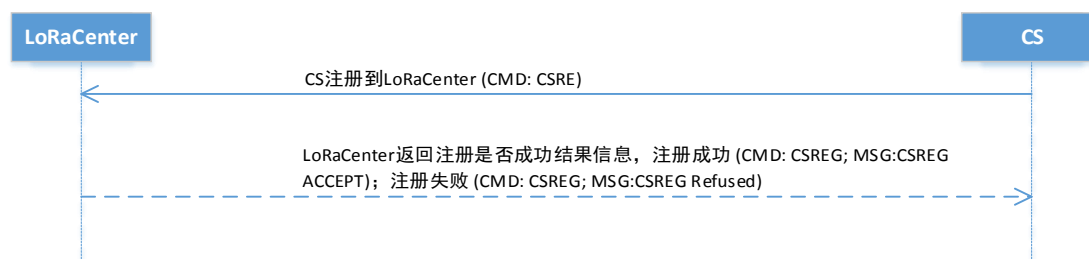 LoRaCenter
CS
CS注册到LoRaCenter (CMD: CSRE)
LoRaCenter返回注册是否成功结果信息，注册成功 (CMD: CSREG; MSG:CSREG
ACCEPT)；注册失败 (CMD: CSREG; MSG:CSREG Refused)